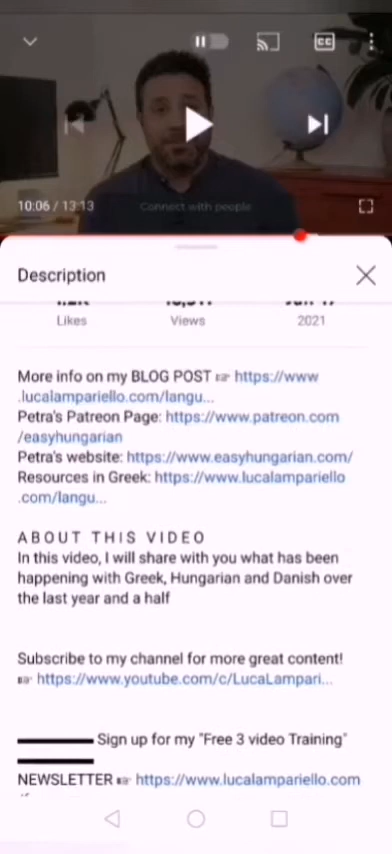 CC
10:06 / 13:13
Connect with people
Description
Likes
Views
2021
More info on my BLOG POST ☞ https://www
.lucalampariello.com/langu...
Petra's Patreon Page: https://www.patreon.com
/easyhungarian
Petra's website: https://www.easyhungarian.com/
Resources in Greek: https://www.lucalampariello
.com/langu...
A B O U T T H I S V I D E O
In this video, I will share with you what has been
happening with Greek, Hungarian and Danish over
the last year and a half
Subscribe to my channel for more great content!
☞ https://www.youtube.com/c/LucaLampari...
Sign up for my "Free 3 video Training"
NEWSLETTER ☞ https://www.lucalampariello.com